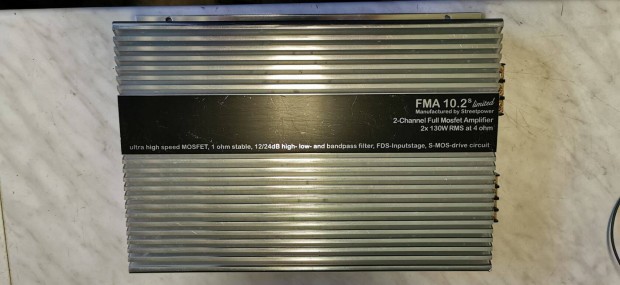 FMA 10.2s limited
Manufactured by Streetpower
2-Channel Full Mosfet Amplifier
2x 130W RMS at 4 ohm
ultra high speed MOSFET, 1 ohm stable, 12/24dB high- low- and bandpass filter, FDS-Inputstage, S-MOS-drive circuit